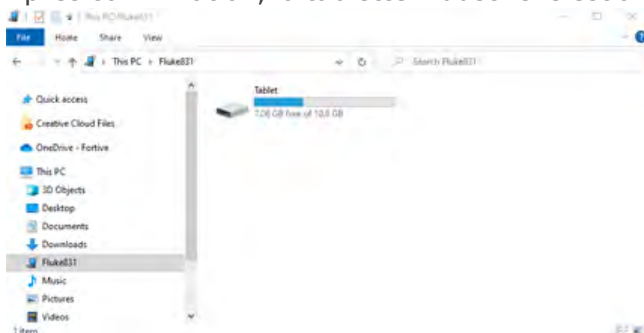 This PC\Fluke831
File Home Share View
This PC Fluke831
Search Fluke831
Quick access
Creative Cloud Files
OneDrive - Fortive
This PC
3D Objects
Desktop
Documents
Downloads
Fluke831
Music
Pictures
Videos
1 item
Tablet
7.06 GB free of 10.8 GB